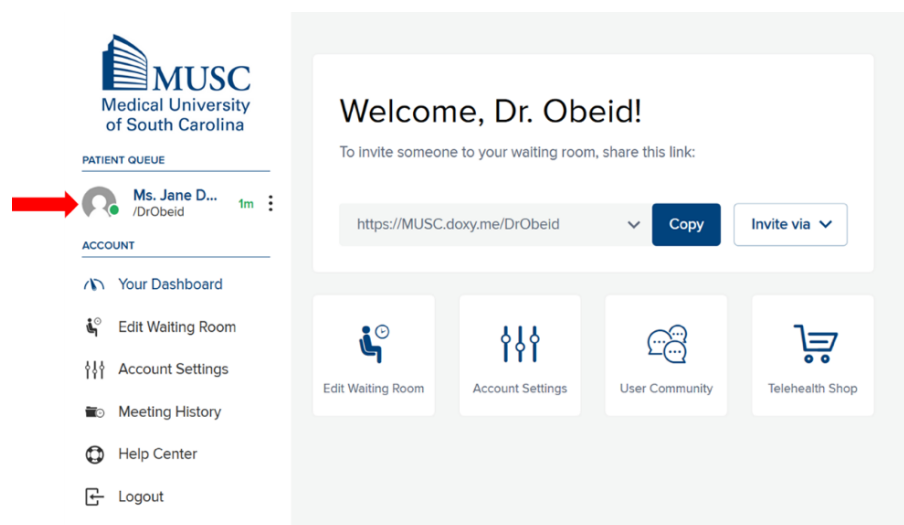 MUSC
Medical University
of South Carolina
PATIENT QUEUE
Ms. Jane D...
/DrObeid
1m
ACCOUNT
Your Dashboard
Edit Waiting Room
Account Settings
Meeting History
Help Center
Logout
Welcome, Dr. Obeid!
To invite someone to your waiting room, share this link:
https://MUSC.doxy.me/DrObeid
Copy
Invite via
Edit Waiting Room
Account Settings
User Community
Telehealth Shop